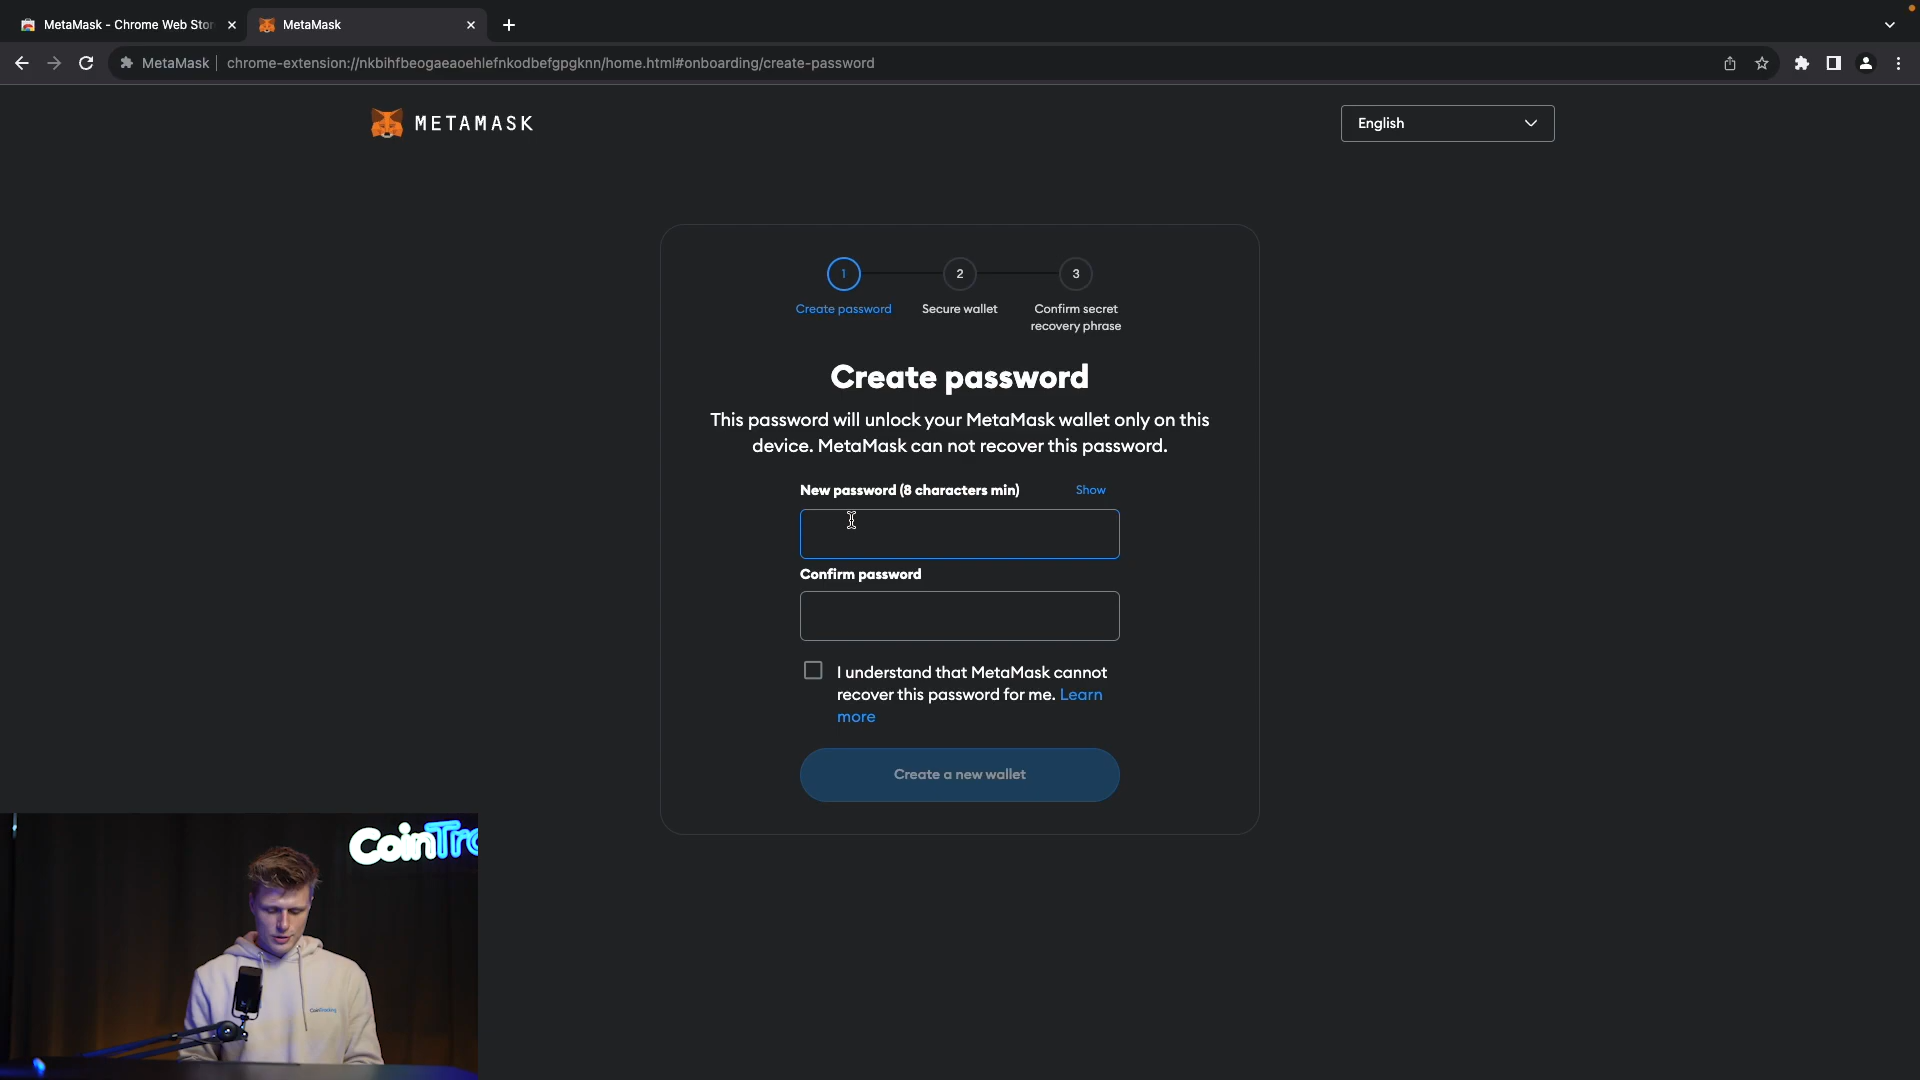 MetaMask - Chrome Web Stor
MetaMask
MetaMask
chrome-extension://nkbihfbeogaeaoehlefnkodbefgpgknn/home.html#onboarding/create-password
METAMASK
English
1
2
3
Create password
Secure wallet
Confirm secret
recovery phrase
Create password
This password will unlock your MetaMask wallet only on this
device. MetaMask can not recover this password.
New password (8 characters min)
Show
Confirm password
I understand that MetaMask cannot
recover this password for me. Learn
more
Create a new wallet
CoinTra